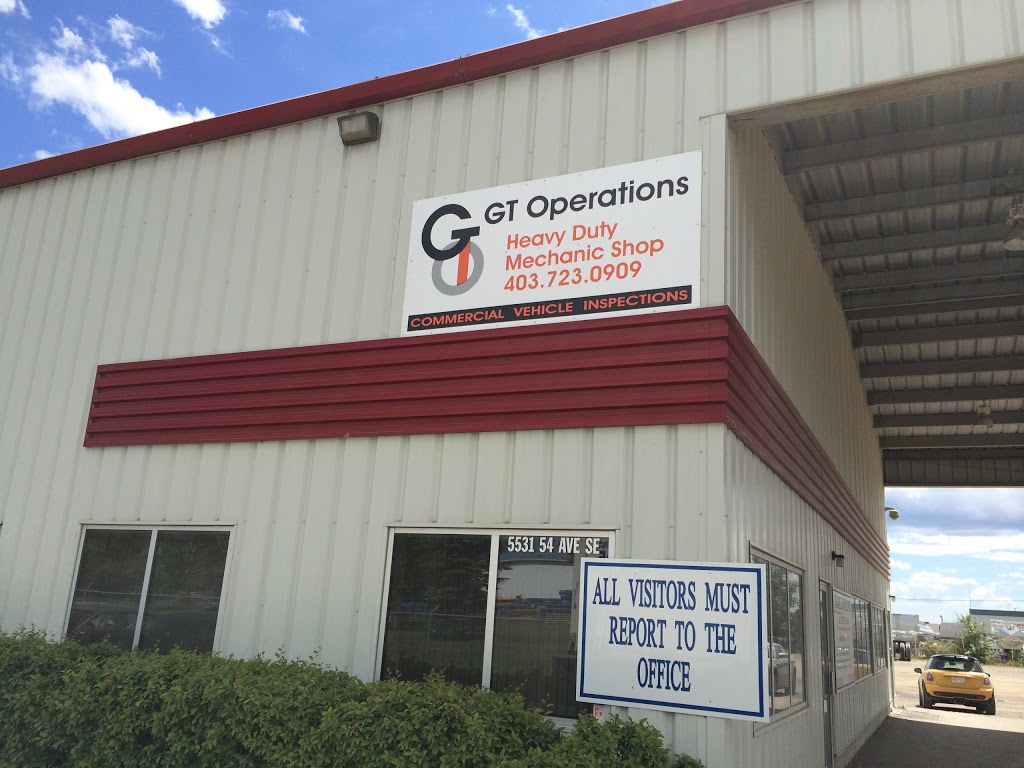 GT Operations
Heavy Duty
Mechanic Shop
403.723.0909
COMMERCIAL VEHICLE INSPECTIONS
5531 54 AVE SE
ALL VISITORS MUST
REPORT TO THE
OFFICE